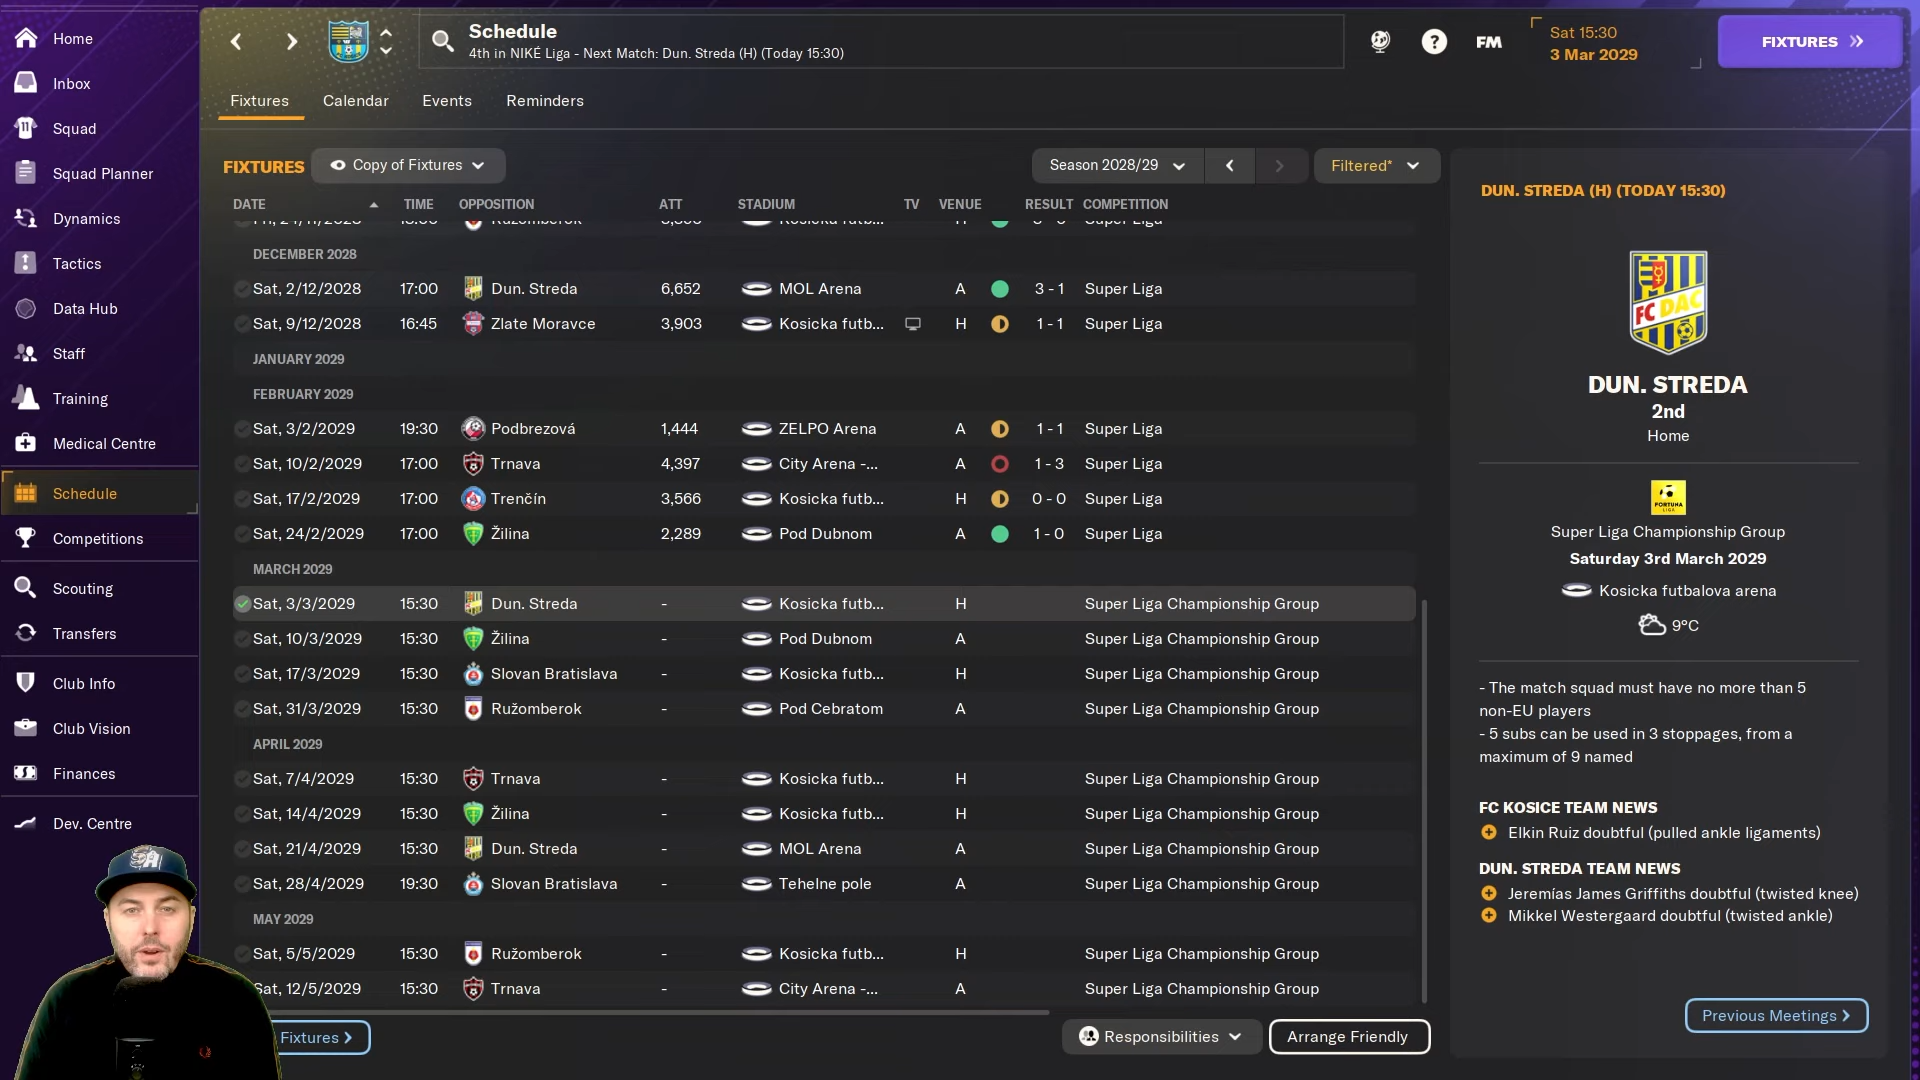 Home
Inbox
Squad
Squad Planner
Dynamics
Tactics
Data Hub
Staff
Training
Medical Centre
Schedule
Competitions
Scouting
Transfers
Club Info
Club Vision
Finances
Dev. Centre
Schedule
4th in NIKÉ Liga - Next Match: Dun. Streda (H) (Today 15:30)
?
FM
Sat 15:30
3 Mar 2029
FIXTURES
Fixtures Calendar Events Reminders
FIXTURES Copy of Fixtures Season 2028/29 Filtered*
DATE TIME OPPOSITION ATT STADIUM TV VENUE RESULT COMPETITION
DECEMBER 2028
Sat, 2/12/2028 17:00 Dun. Streda 6,652 MOL Arena A 3 - 1 Super Liga
Sat, 9/12/2028 16:45 Zlate Moravce 3,903 Kosicka futb... H 1 - 1 Super Liga
JANUARY 2029
FEBRUARY 2029
Sat, 3/2/2029 19:30 Podbrezová 1,444 ZELPO Arena A 1 - 1 Super Liga
Sat, 10/2/2029 17:00 Trnava 4,397 City Arena -... A 1 - 3 Super Liga
Sat, 17/2/2029 17:00 Trenčín 3,566 Kosicka futb... H 0 - 0 Super Liga
Sat, 24/2/2029 17:00 Žilina 2,289 Pod Dubnom A 1 - 0 Super Liga
MARCH 2029
Sat, 3/3/2029 15:30 Dun. Streda - Kosicka futb... H Super Liga Championship Group
Sat, 10/3/2029 15:30 Žilina - Pod Dubnom A Super Liga Championship Group
Sat, 17/3/2029 15:30 Slovan Bratislava - Kosicka futb... H Super Liga Championship Group
Sat, 31/3/2029 15:30 Ružomberok - Pod Cebratom A Super Liga Championship Group
APRIL 2029
Sat, 7/4/2029 15:30 Trnava - Kosicka futb... H Super Liga Championship Group
Sat, 14/4/2029 15:30 Žilina - Kosicka futb... H Super Liga Championship Group
Sat, 21/4/2029 15:30 Dun. Streda - MOL Arena A Super Liga Championship Group
Sat, 28/4/2029 19:30 Slovan Bratislava - Tehelne pole A Super Liga Championship Group
MAY 2029
Sat, 5/5/2029 15:30 Ružomberok - Kosicka futb... H Super Liga Championship Group
Sat, 12/5/2029 15:30 Trnava - City Arena -... A Super Liga Championship Group
Fixtures Responsibilities Arrange Friendly
DUN. STREDA (H) (TODAY 15:30)
FC DAC
DUN. STREDA
2nd
Home
FORTUNA
LIGA
Super Liga Championship Group
Saturday 3rd March 2029
Kosicka futbalova arena
9°C
- The match squad must have no more than 5
non-EU players
- 5 subs can be used in 3 stoppages, from a
maximum of 9 named
FC KOSICE TEAM NEWS
Elkin Ruiz doubtful (pulled ankle ligaments)
DUN. STREDA TEAM NEWS
Jeremías James Griffiths doubtful (twisted knee)
Mikkel Westergaard doubtful (twisted ankle)
Previous Meetings